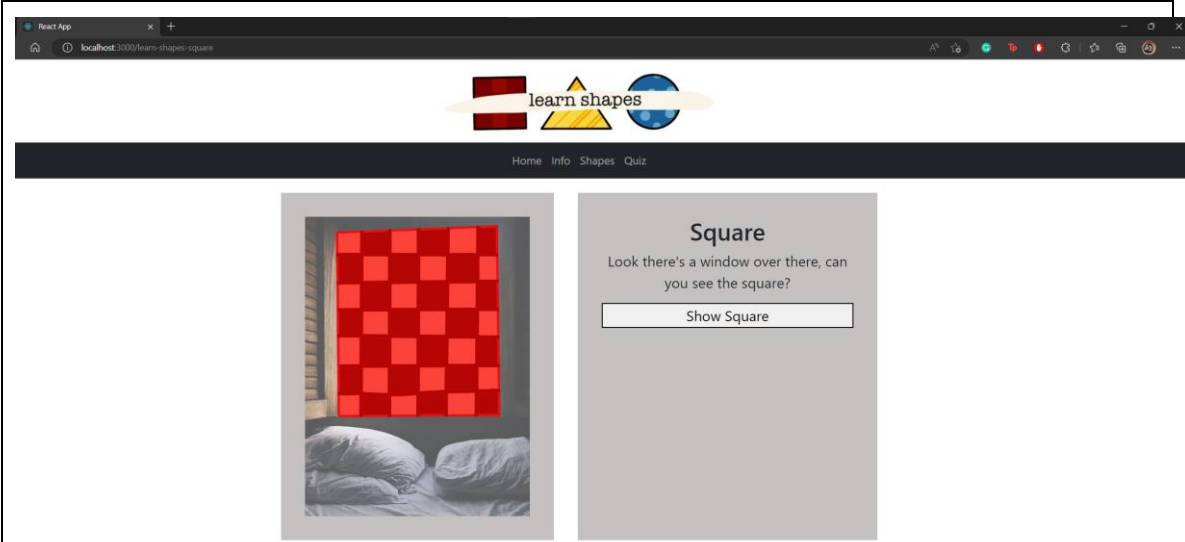 React App
localhost:3000/learn-shapes-square
learn shapes
Home Info Shapes Quiz
Square
Look there's a window over there, can
you see the square?
Show Square